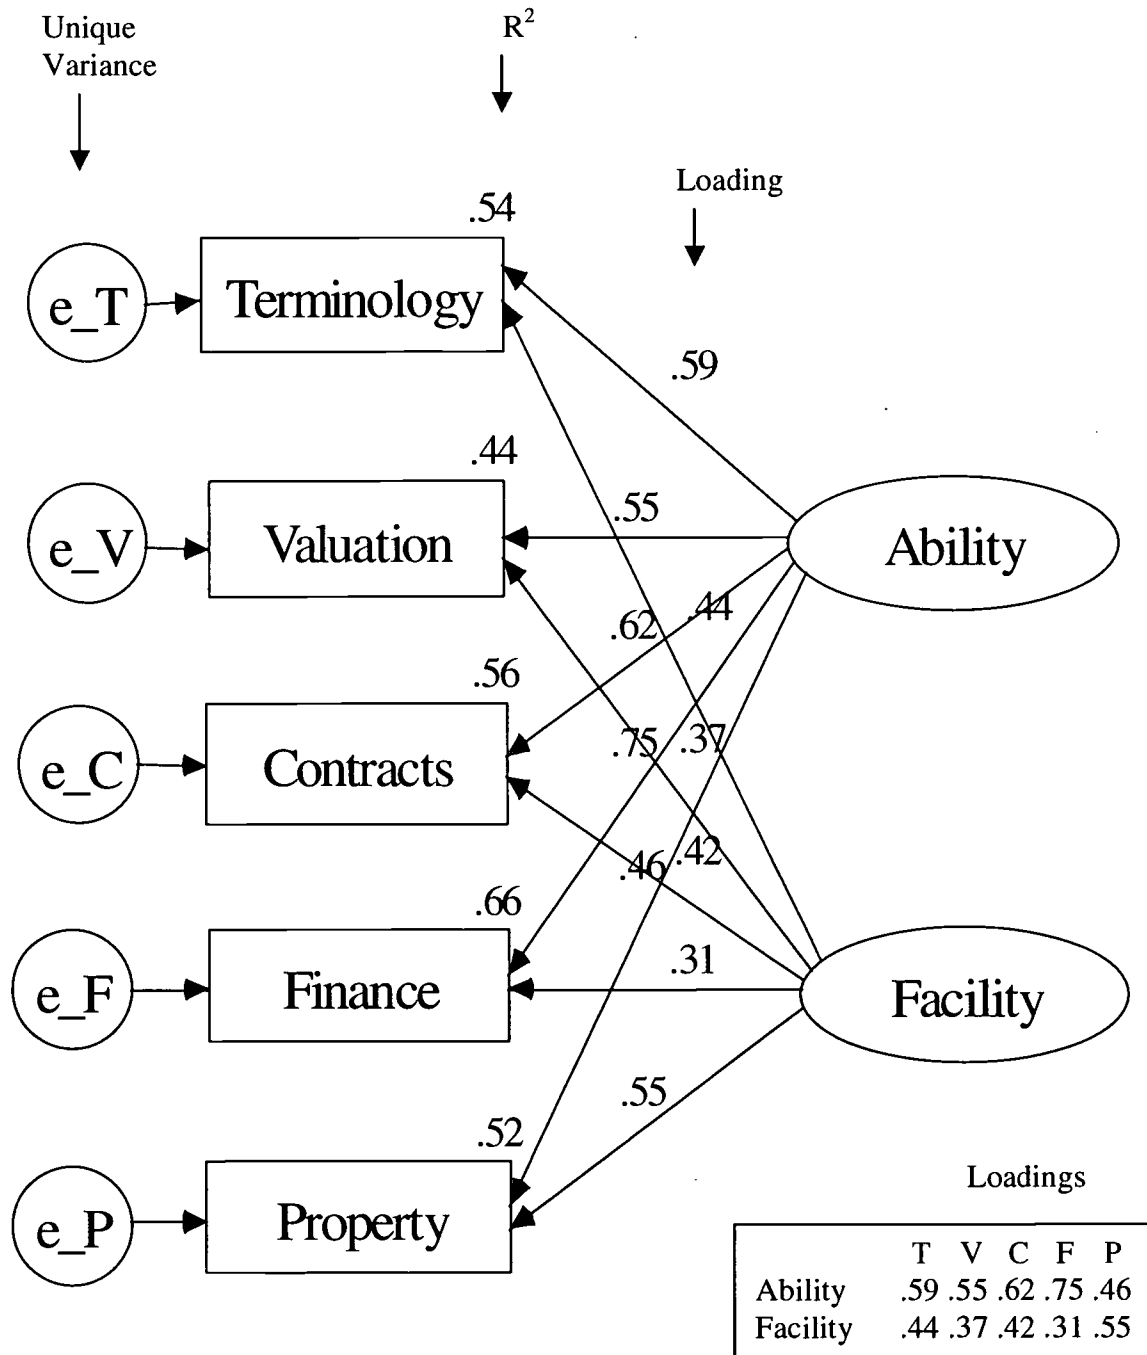 Unique
Variance
R²
Loading
.54
e_T
Terminology
.59
.44
e_V
Valuation
.55
Ability
.62
.44
.56
e_C
Contracts
.75
.37
.46
.42
.66
e_F
Finance
.31
Facility
.55
.52
e_P
Property
Loadings
T V C F P
Ability .59 .55 .62 .75 .46
Facility .44 .37 .42 .31 .55